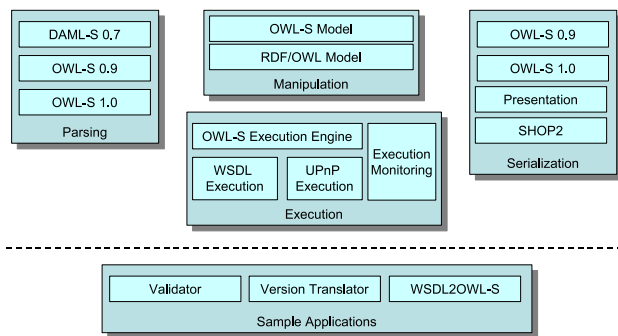 DAML-S 0.7
OWL-S 0.9
OWL-S 1.0
Parsing
OWL-S Model
RDF/OWL Model
Manipulation
OWL-S Execution Engine
WSDL
Execution
UPnP
Execution
Execution
Monitoring
Execution
OWL-S 0.9
OWL-S 1.0
Presentation
SHOP2
Serialization
Validator
Version Translator
WSDL2OWL-S
Sample Applications